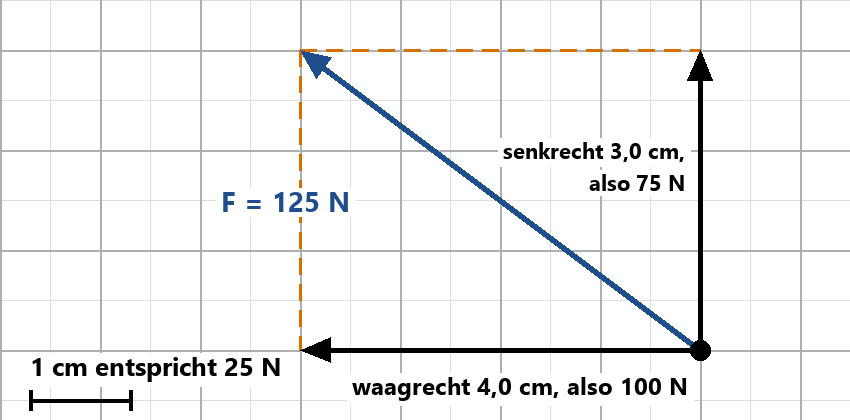 senkrecht 3,0 cm,
also 75 N
F = 125 N
1 cm entspricht 25 N
waagrecht 4,0 cm, also 100 N